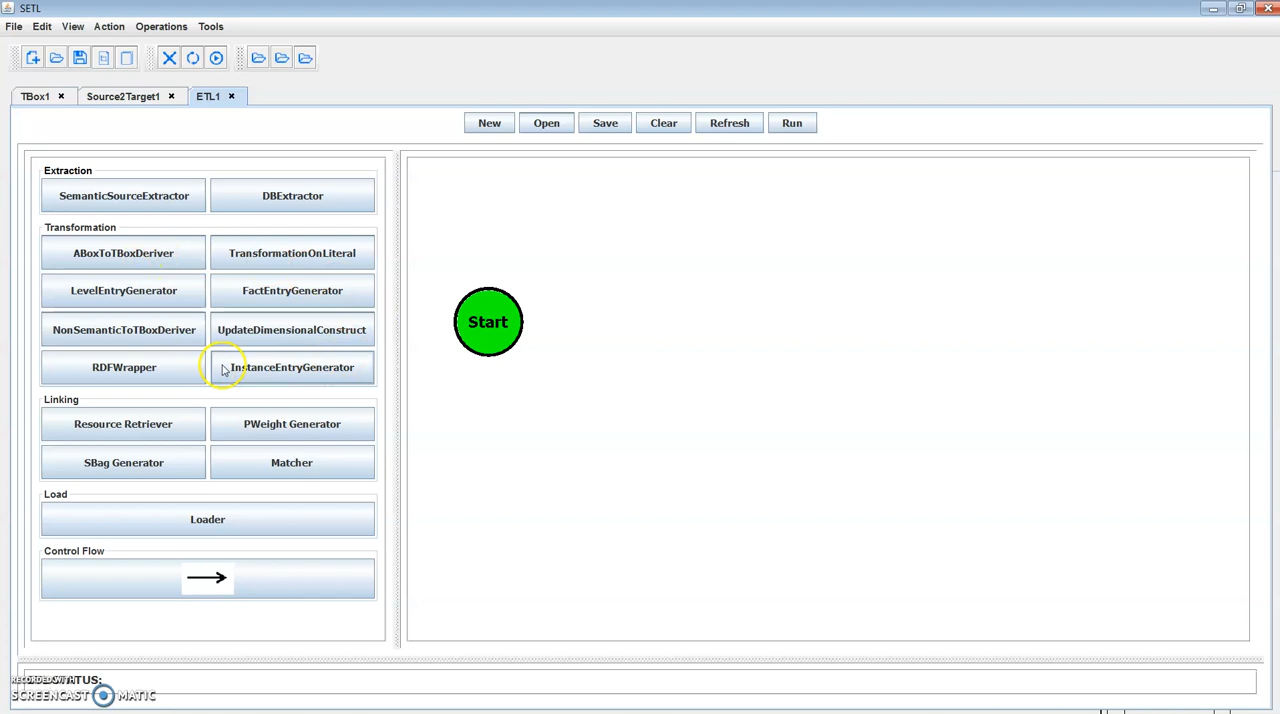 SETL
File Edit View Action Operations Tools
TBox1 Source2Target1 ETL1
New Open Save Clear Refresh Run
Extraction
SemanticSourceExtractor DBExtractor
Transformation
ABoxToTBoxDeriver TransformationOnLiteral
LevelEntryGenerator FactEntryGenerator
NonSemanticToTBoxDeriver UpdateDimensionalConstruct
RDFWrapper InstanceEntryGenerator
Linking
Resource Retriever PWeight Generator
SBag Generator Matcher
Load
Loader
Control Flow
Start
SCREENCAST MATIC